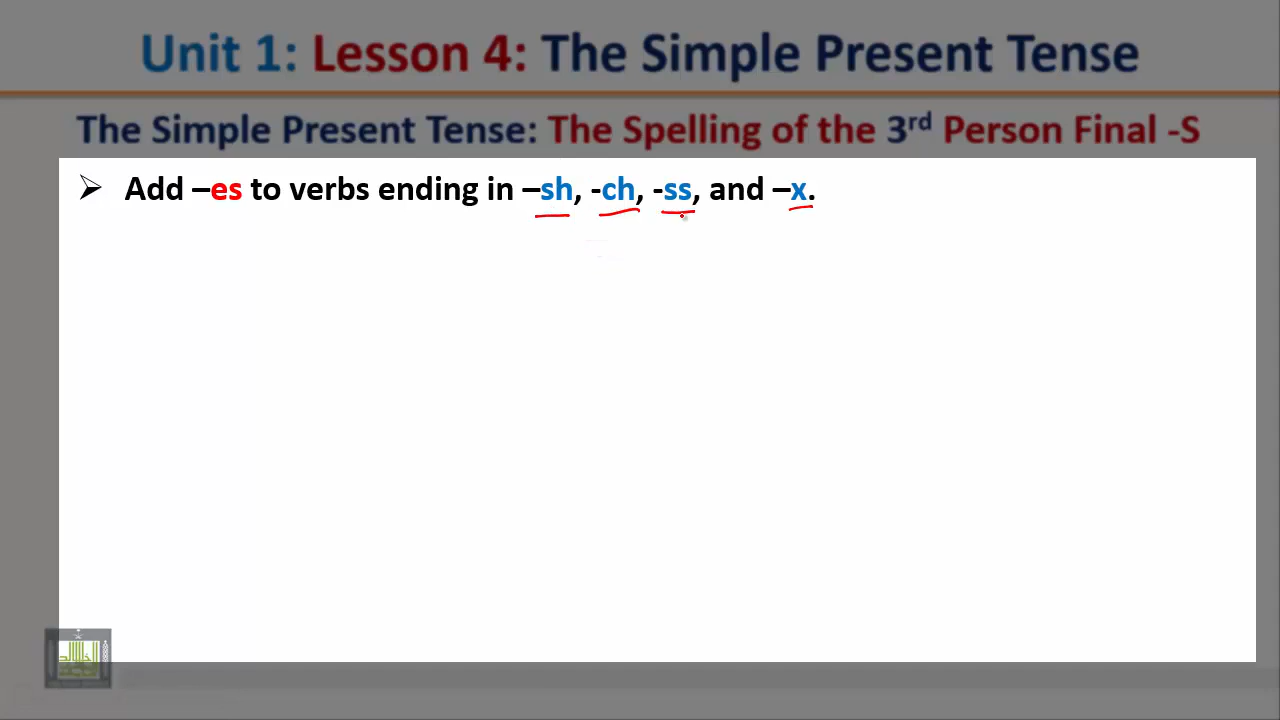 Unit 1: Lesson 4: The Simple Present Tense
The Simple Present Tense: The Spelling of the 3rd Person Final -S
➢ Add –es to verbs ending in –sh, -ch, -ss, and –x.